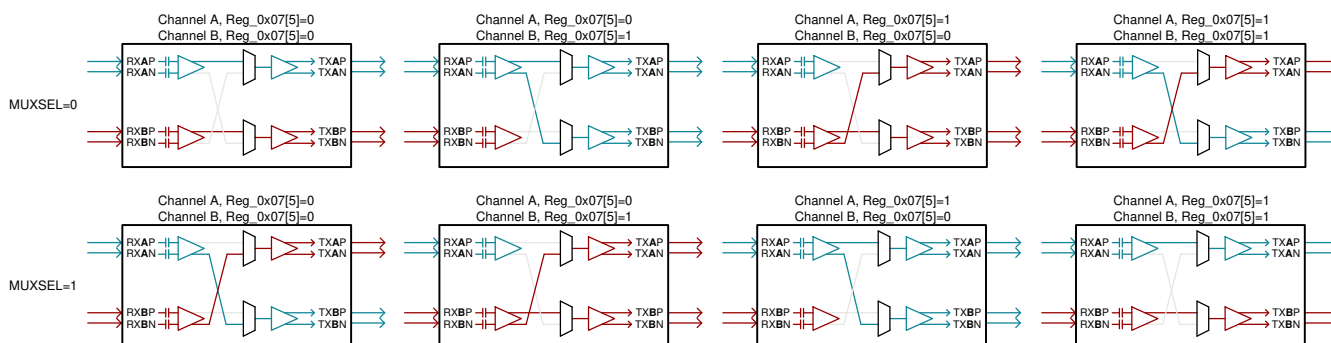 Channel A, Reg_0x07[5]=0
Channel B, Reg_0x07[5]=0
Channel A, Reg_0x07[5]=0
Channel B, Reg_0x07[5]=1
Channel A, Reg_0x07[5]=1
Channel B, Reg_0x07[5]=0
Channel A, Reg_0x07[5]=1
Channel B, Reg_0x07[5]=1
MUXSEL=0
RXAP
RXAN
TXAP
TXAN
RXBP
RXBN
TXBP
TXBN
RXAP
RXAN
TXAP
TXAN
RXBP
RXBN
TXBP
TXBN
RXAP
RXAN
TXAP
TXAN
RXBP
RXBN
TXBP
TXBN
RXAP
RXAN
TXAP
TXAN
RXBP
RXBN
TXBP
TXBN
Channel A, Reg_0x07[5]=0
Channel B, Reg_0x07[5]=0
Channel A, Reg_0x07[5]=0
Channel B, Reg_0x07[5]=1
Channel A, Reg_0x07[5]=1
Channel B, Reg_0x07[5]=0
Channel A, Reg_0x07[5]=1
Channel B, Reg_0x07[5]=1
MUXSEL=1
RXAP
RXAN
TXAP
TXAN
RXBP
RXBN
TXBP
TXBN
RXAP
RXAN
TXAP
TXAN
RXBP
RXBN
TXBP
TXBN
RXAP
RXAN
TXAP
TXAN
RXBP
RXBN
TXBP
TXBN
RXAP
RXAN
TXAP
TXAN
RXBP
RXBN
TXBP
TXBN